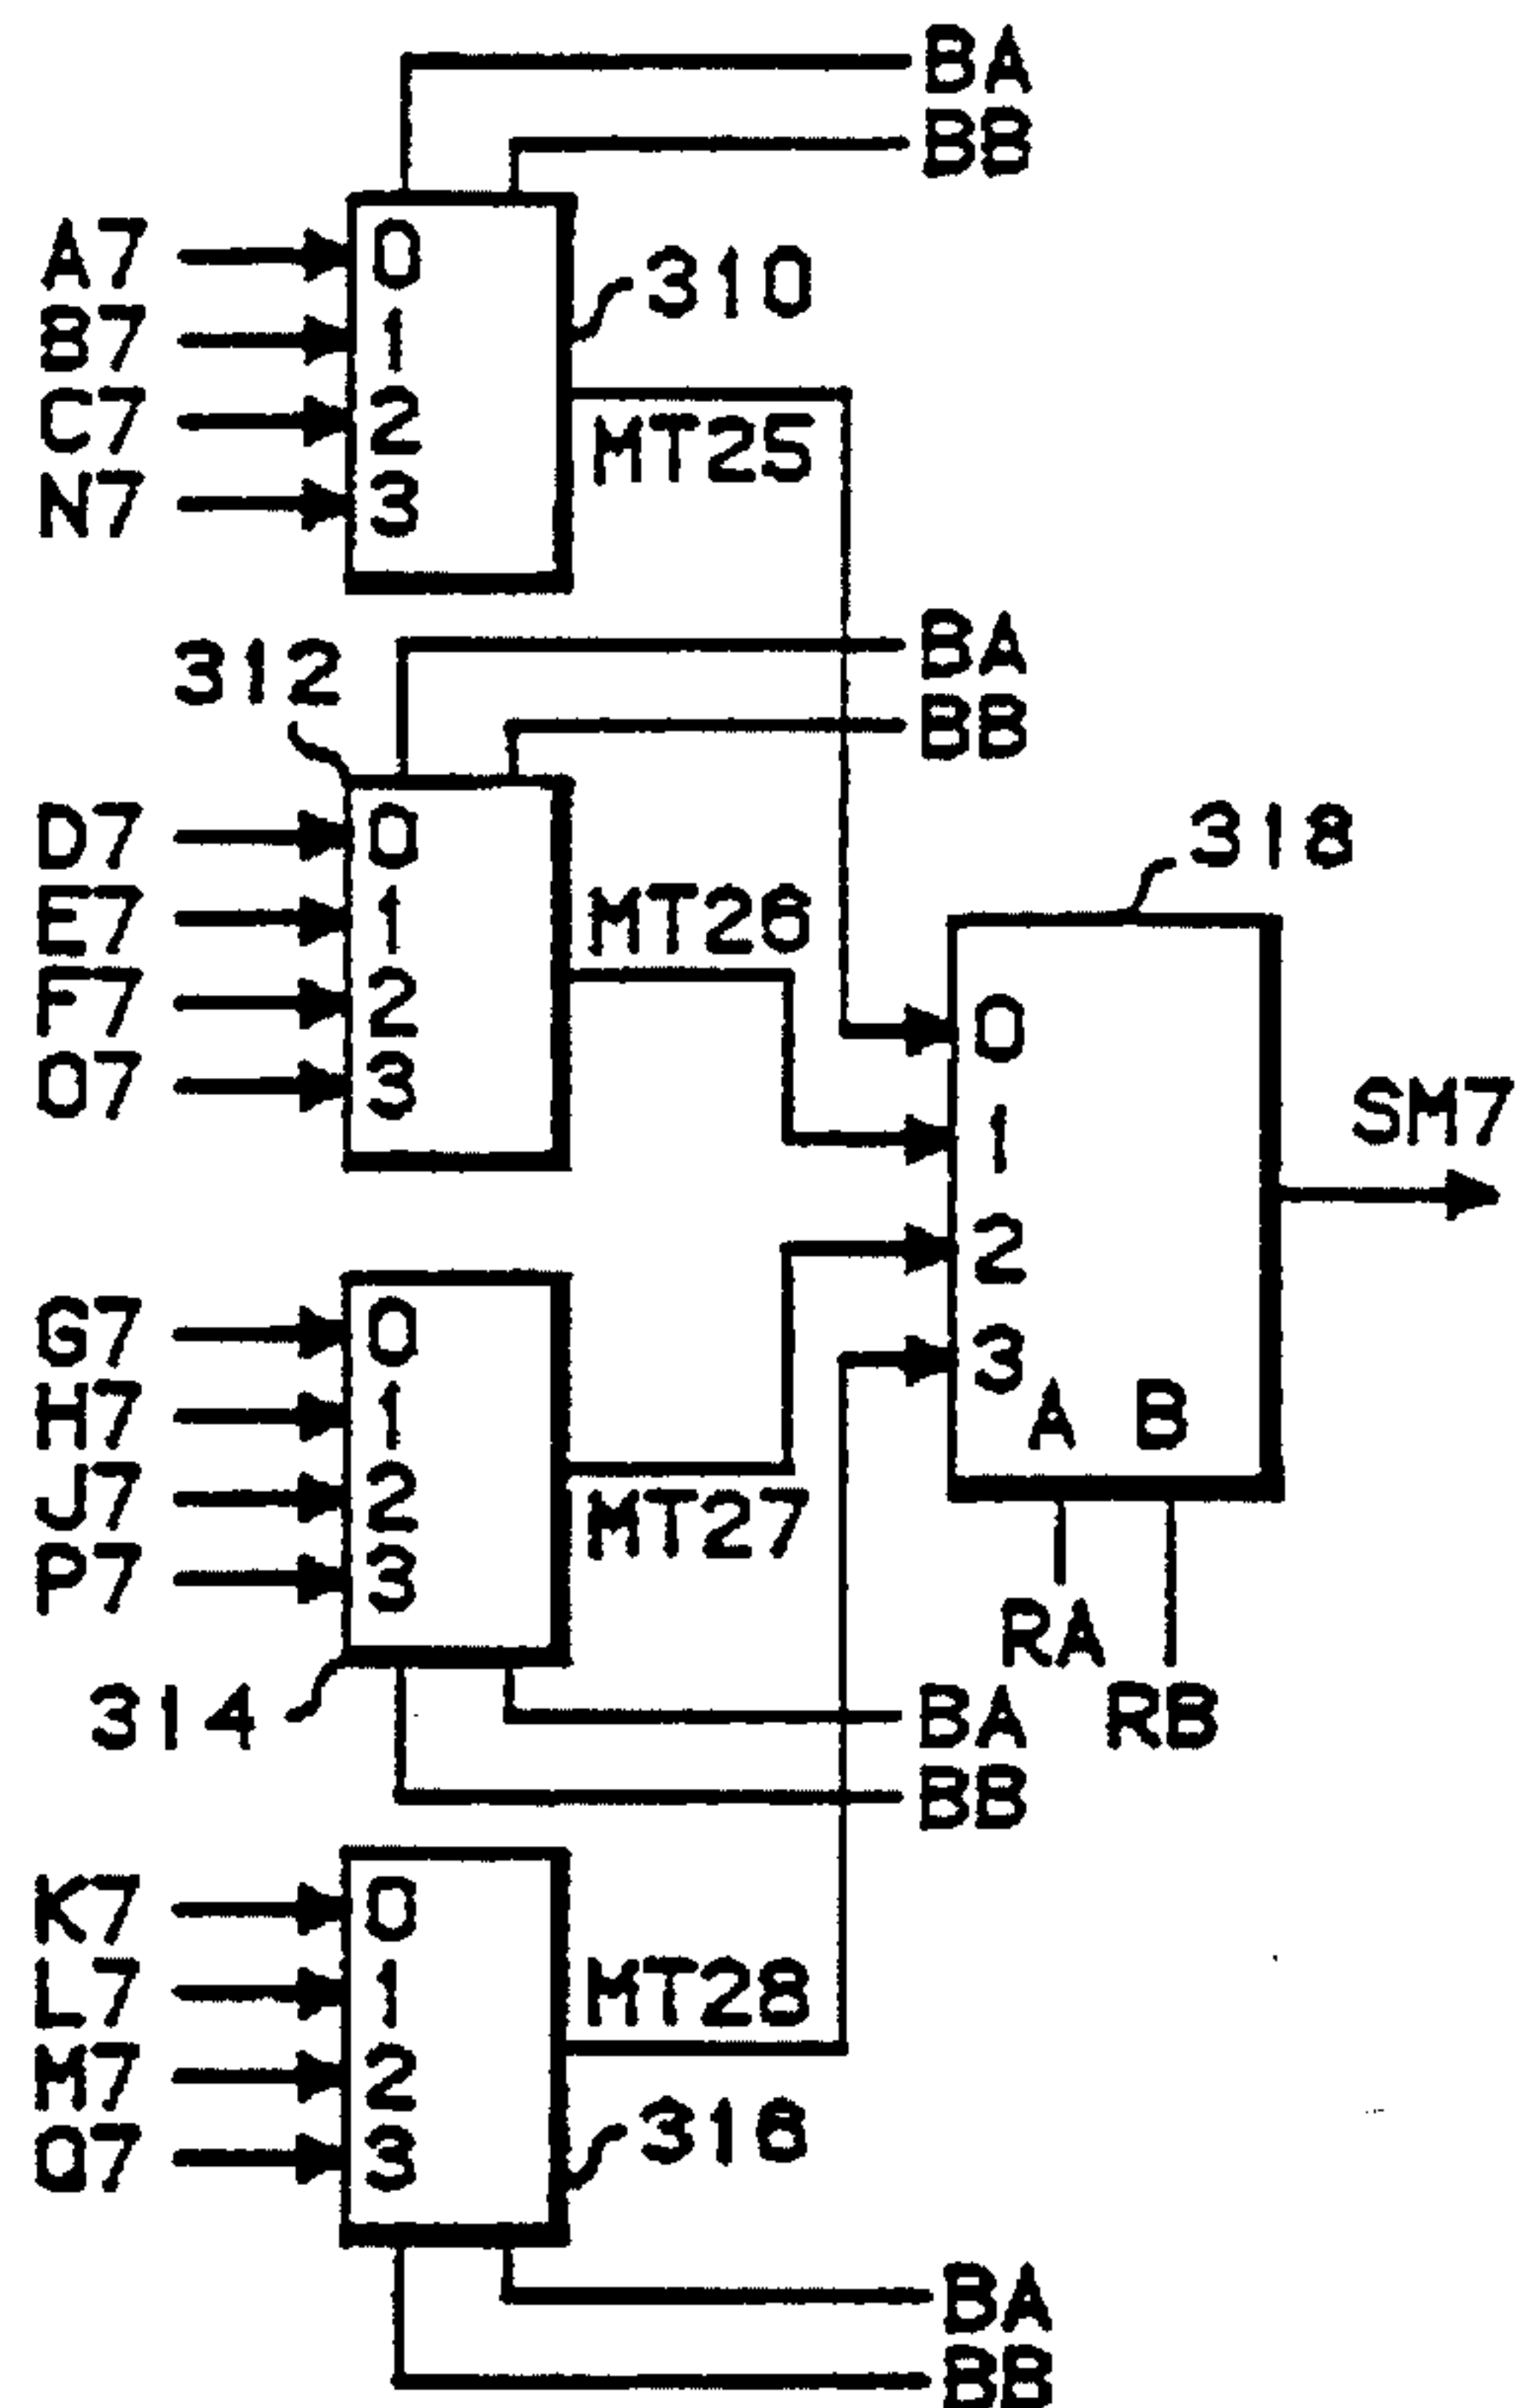 BA
BB
A7 0
310
B7 1
C7 2
MT25
N7 3
BA
312
BB
D7 0
318
E7 1
MT26
F7 2
0
O7 3
SM7
1
2
G7 0
3
H7 1
A B
J7 2
MT27
P7 3
RA
314
BA RB
BB
K7 0
L7 1
MT28
M7 2
316
Q7 3
BA
BB